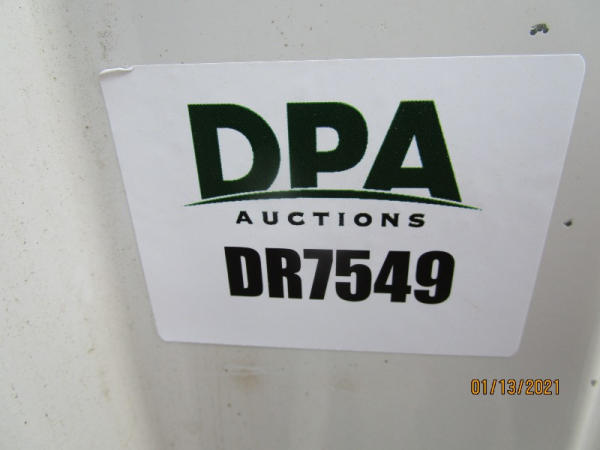 DPA
AUCTIONS
DR7549
01/13/2021